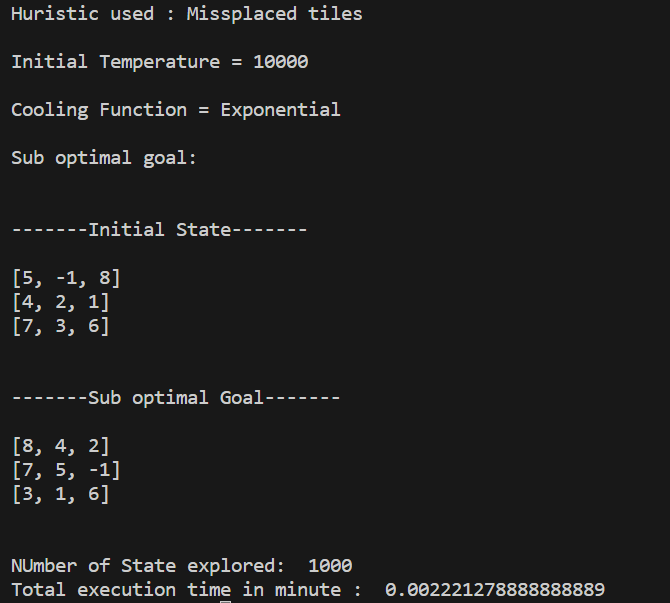 Huristic used : Missplaced tiles
Initial Temperature = 10000
Cooling Function = Exponential
Sub optimal goal:
-------Initial State-------
[5, -1, 8]
[4, 2, 1]
[7, 3, 6]
-------Sub optimal Goal-------
[8, 4, 2]
[7, 5, -1]
[3, 1, 6]
NUmber of State explored:  1000
Total execution time in minute :  0.002221278888888889